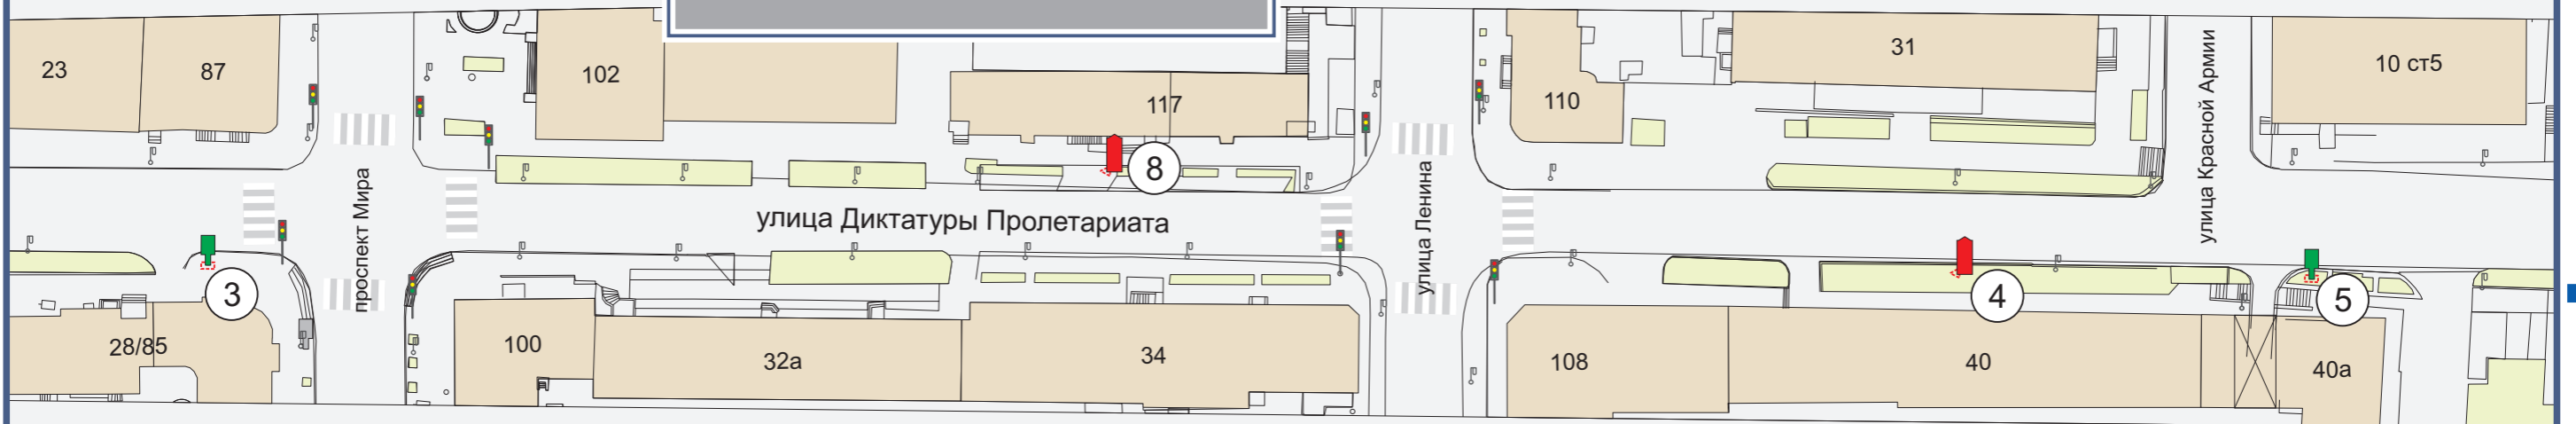 23
87
102
117
110
31
10 ст5
улица Красной Армии
проспект Мира
улица Диктатуры Пролетариата
улица Ленина
8
3
4
5
28/85
100
32а
34
108
40
40а